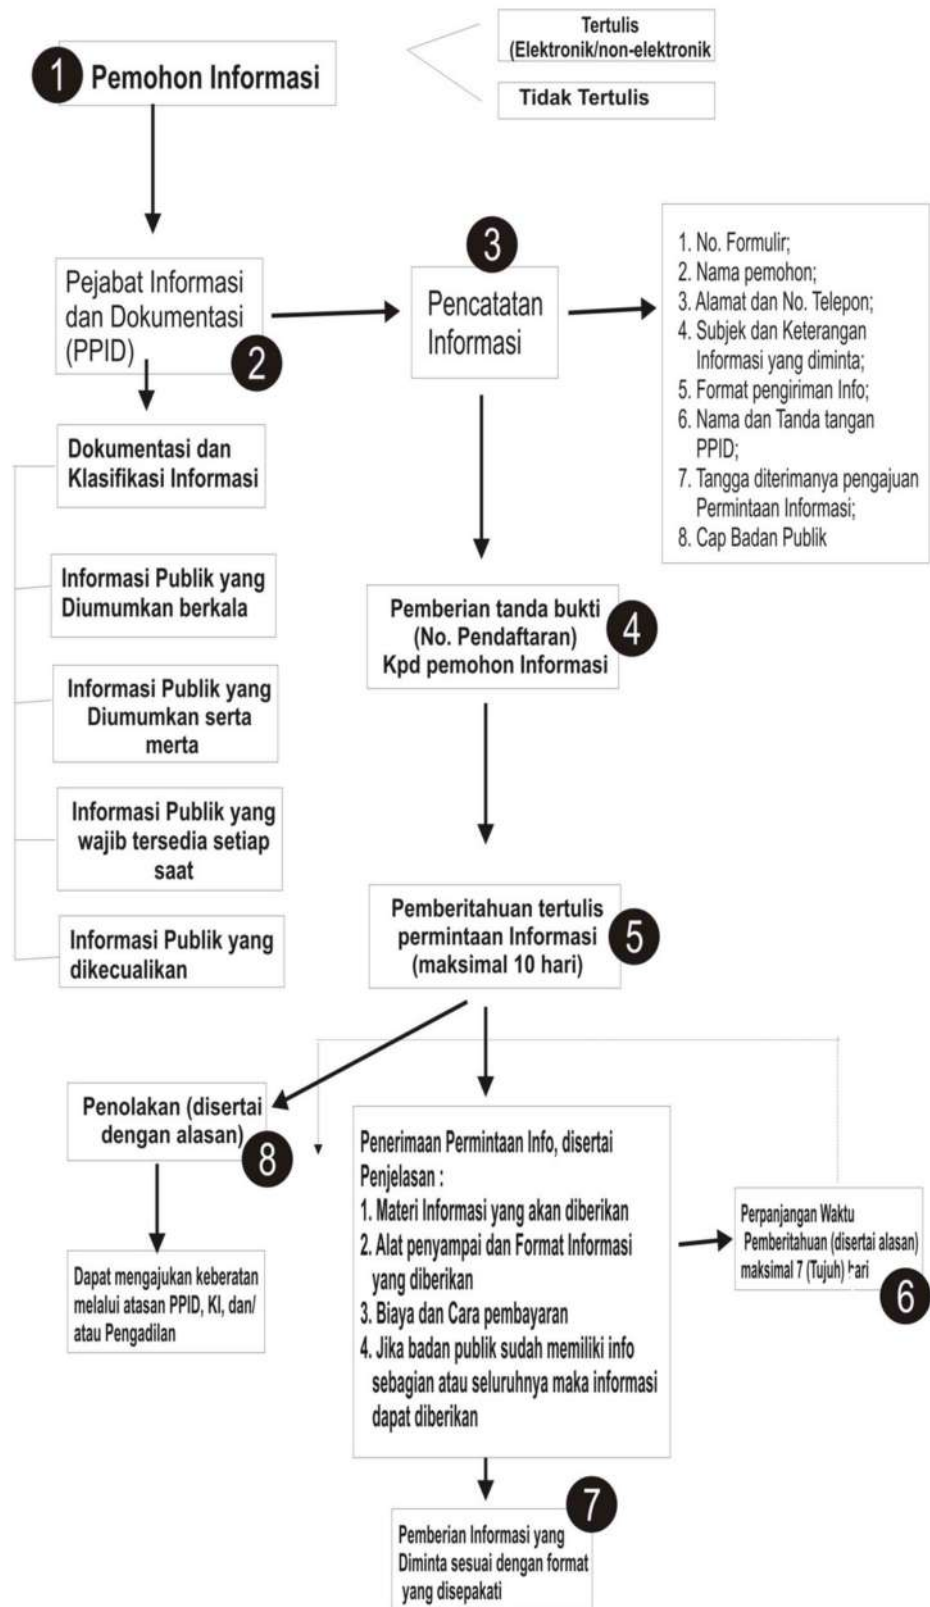 Tertulis
(Elektronik/non-elektronik
1
Pemohon Informasi
Tidak Tertulis
3
Pejabat Informasi
dan Dokumentasi
(PPID)
2
Pencatatan
Informasi
1. No. Formulir;
2. Nama pemohon;
3. Alamat dan No. Telepon;
4. Subjek dan Keterangan
Informasi yang diminta;
5. Format pengiriman Info;
6. Nama dan Tanda tangan
PPID;
7. Tangga diterimanya pengajuan
Permintaan Informasi;
8. Cap Badan Publik
Dokumentasi dan
Klasifikasi Informasi
Informasi Publik yang
Diumumkan berkala
Informasi Publik yang
Diumumkan serta
merta
Informasi Publik yang
wajib tersedia setiap
saat
Informasi Publik yang
dikecualikan
Pemberian tanda bukti
(No. Pendaftaran)
Kpd pemohon Informasi
4
Pemberitahuan tertulis
permintaan Informasi
(maksimal 10 hari)
5
Penolakan (disertai
dengan alasan)
8
Dapat mengajukan keberatan
melalui atasan PPID, KI, dan/
atau Pengadilan
Penerimaan Permintaan Info, disertai
Penjelasan :
1. Materi Informasi yang akan diberikan
2. Alat penyampai dan Format Informasi
yang diberikan
3. Biaya dan Cara pembayaran
4. Jika badan publik sudah memiliki info
sebagian atau seluruhnya maka informasi
dapat diberikan
Perpanjangan Waktu
Pemberitahuan (disertai alasan)
maksimal 7 (Tujuh) hari
6
7
Pemberian Informasi yang
Diminta sesuai dengan format
yang disepakati